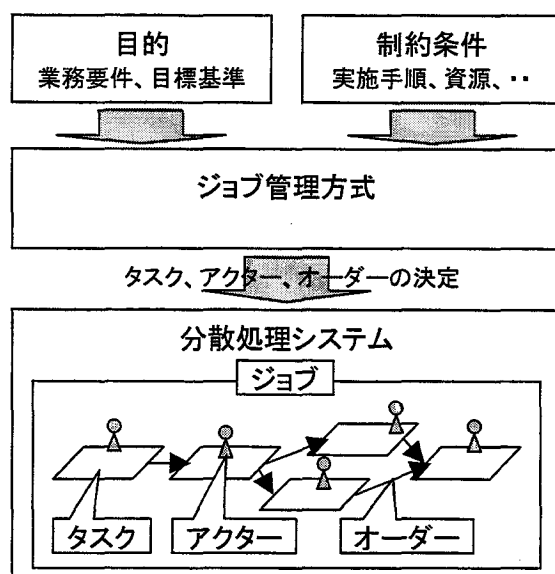 目的
業務要件、目標基準
制約条件
実施手順、資源、‥
ジョブ管理方式
タスク、アクター、オーダーの決定
分散処理システム
ジョブ
タスク
アクター
オーダー